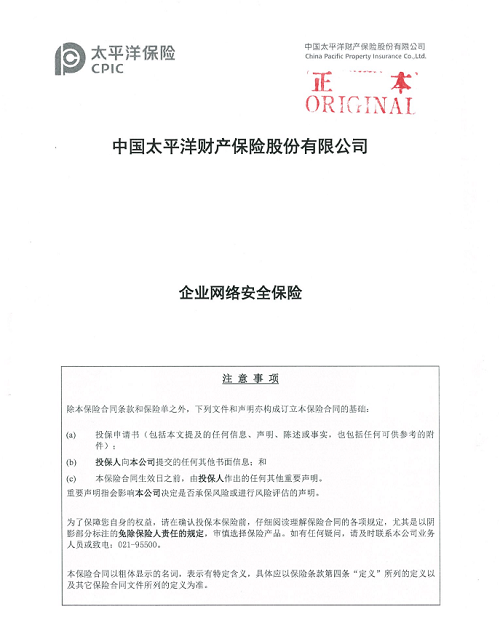 太平洋保险
CPIC
中国太平洋财产保险股份有限公司
China Pacific Property Insurance Co.,Ltd.
正 本
ORIGINAL
中国太平洋财产保险股份有限公司
企业网络安全保险
注 意 事 项
除本保险合同条款和保险单之外，下列文件和声明亦构成订立本保险合同的基础：
(a) 投保申请书（包括本文提及的任何信息、声明、陈述或事实，也包括任何可供参考的附
件）；
(b) 投保人向本公司提交的任何其他书面信息；和
(c) 本保险合同生效日之前，由投保人作出的任何其他重要声明。
重要声明指会影响本公司决定是否承保风险或进行风险评估的声明。
为了保障您自身的权益，请在确认投保本保险前，仔细阅读理解保险合同的各项规定，尤其是以阴
影部分标注的免除保险人责任的规定，审慎选择保险产品。如有任何疑问，请及时联系本公司业务
人员或致电：021-95500。
本保险合同以粗体显示的名词，表示有特定含义，具体应以保险条款第四条“定义”所列的定义以
及其它保险合同文件所列的定义为准。